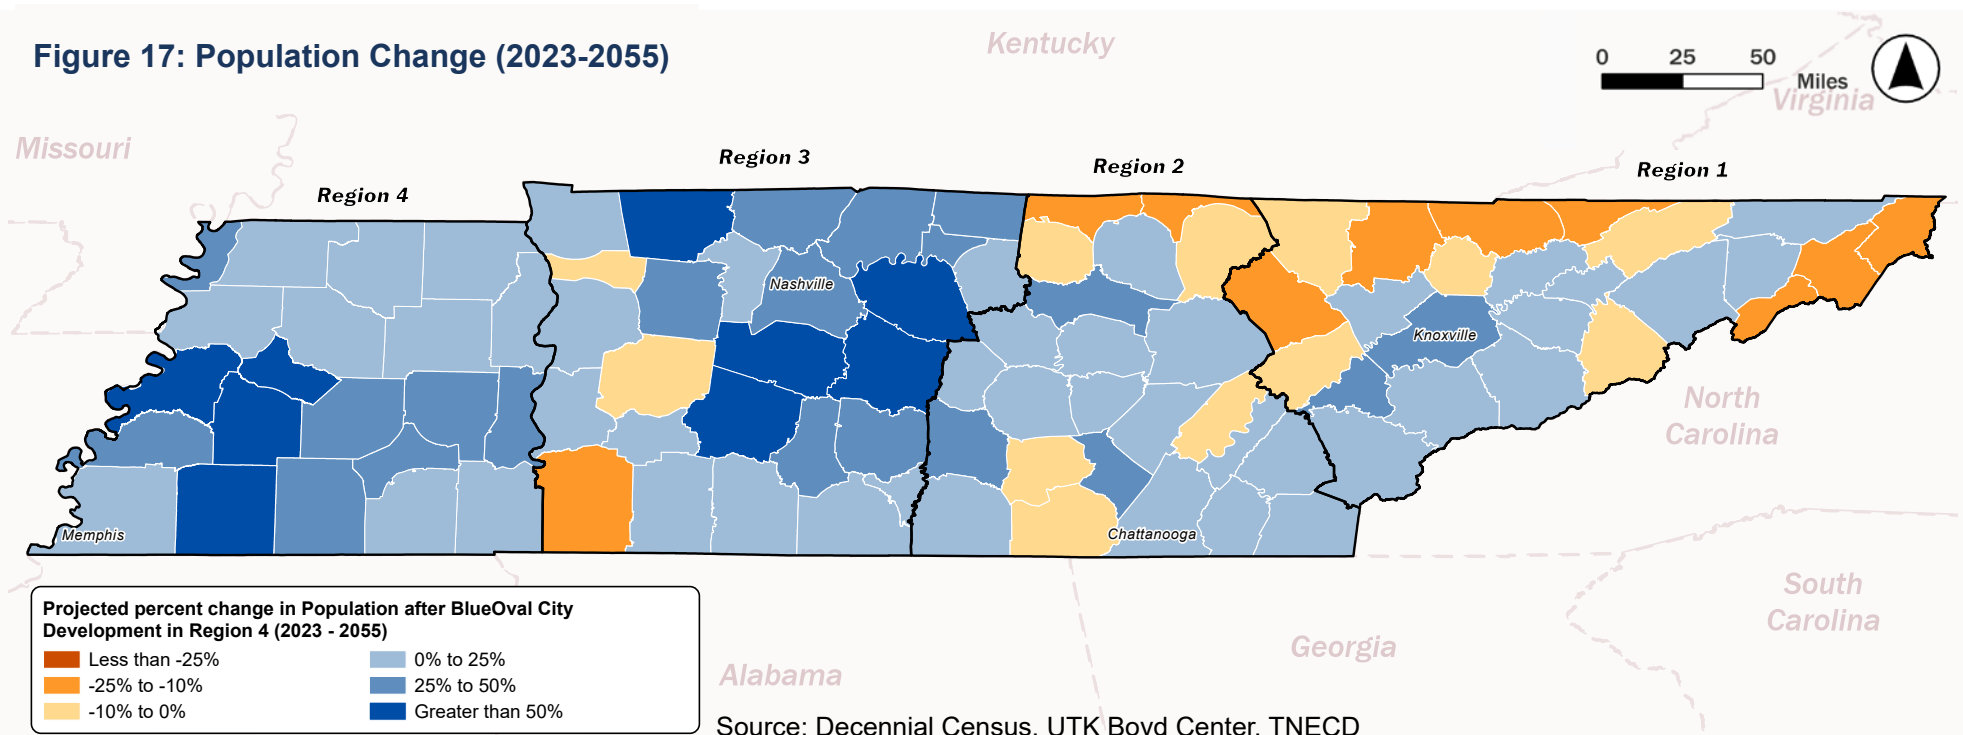 Figure 17: Population Change (2023-2055)
Kentucky
0 25 50
Miles
Virginia
Missouri
Region 4
Region 3
Region 2
Region 1
Nashville
Knoxville
Memphis
Chattanooga
North
Carolina
South
Carolina
Georgia
Alabama
Projected percent change in Population after BlueOval City
Development in Region 4 (2023 - 2055)
Less than -25%
-25% to -10%
-10% to 0%
0% to 25%
25% to 50%
Greater than 50%
Source: Decennial Census, UTK Boyd Center, TNECD